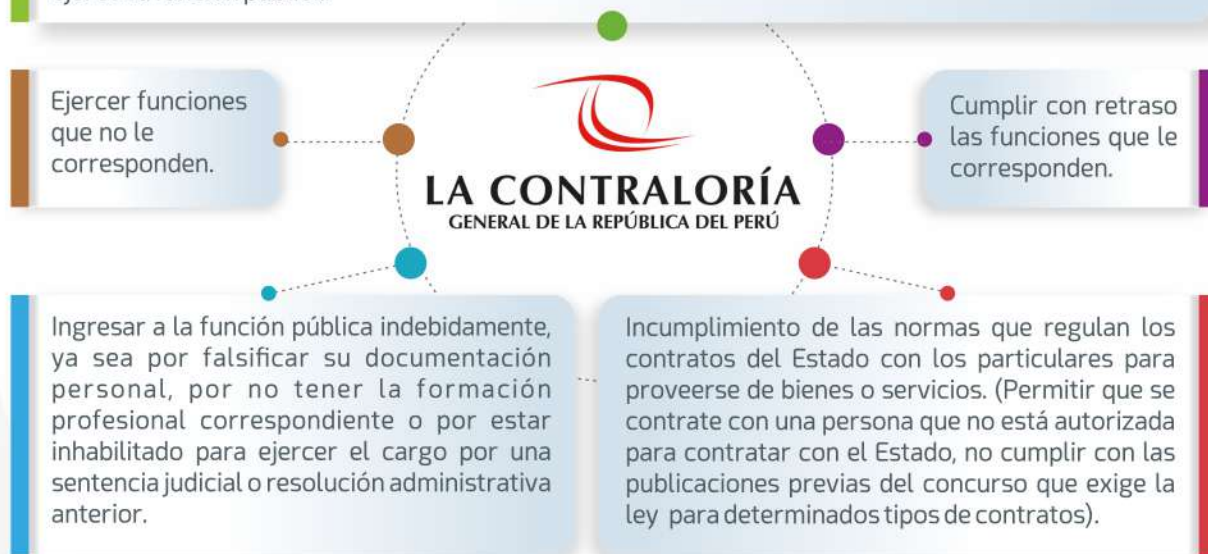 Ejercer funciones
que no le
corresponden.
LA CONTRALORÍA
GENERAL DE LA REPÚBLICA DEL PERÚ
Cumplir con retraso
las funciones que le
corresponden.
Ingresar a la función pública indebidamente,
ya sea por falsificar su documentación
personal, por no tener la formación
profesional correspondiente o por estar
inhabilitado para ejercer el cargo por una
sentencia judicial o resolución administrativa
anterior.
Incumplimiento de las normas que regulan los
contratos del Estado con los particulares para
proveerse de bienes o servicios. (Permitir que se
contrate con una persona que no está autorizada
para contratar con el Estado, no cumplir con las
publicaciones previas del concurso que exige la
ley para determinados tipos de contratos).